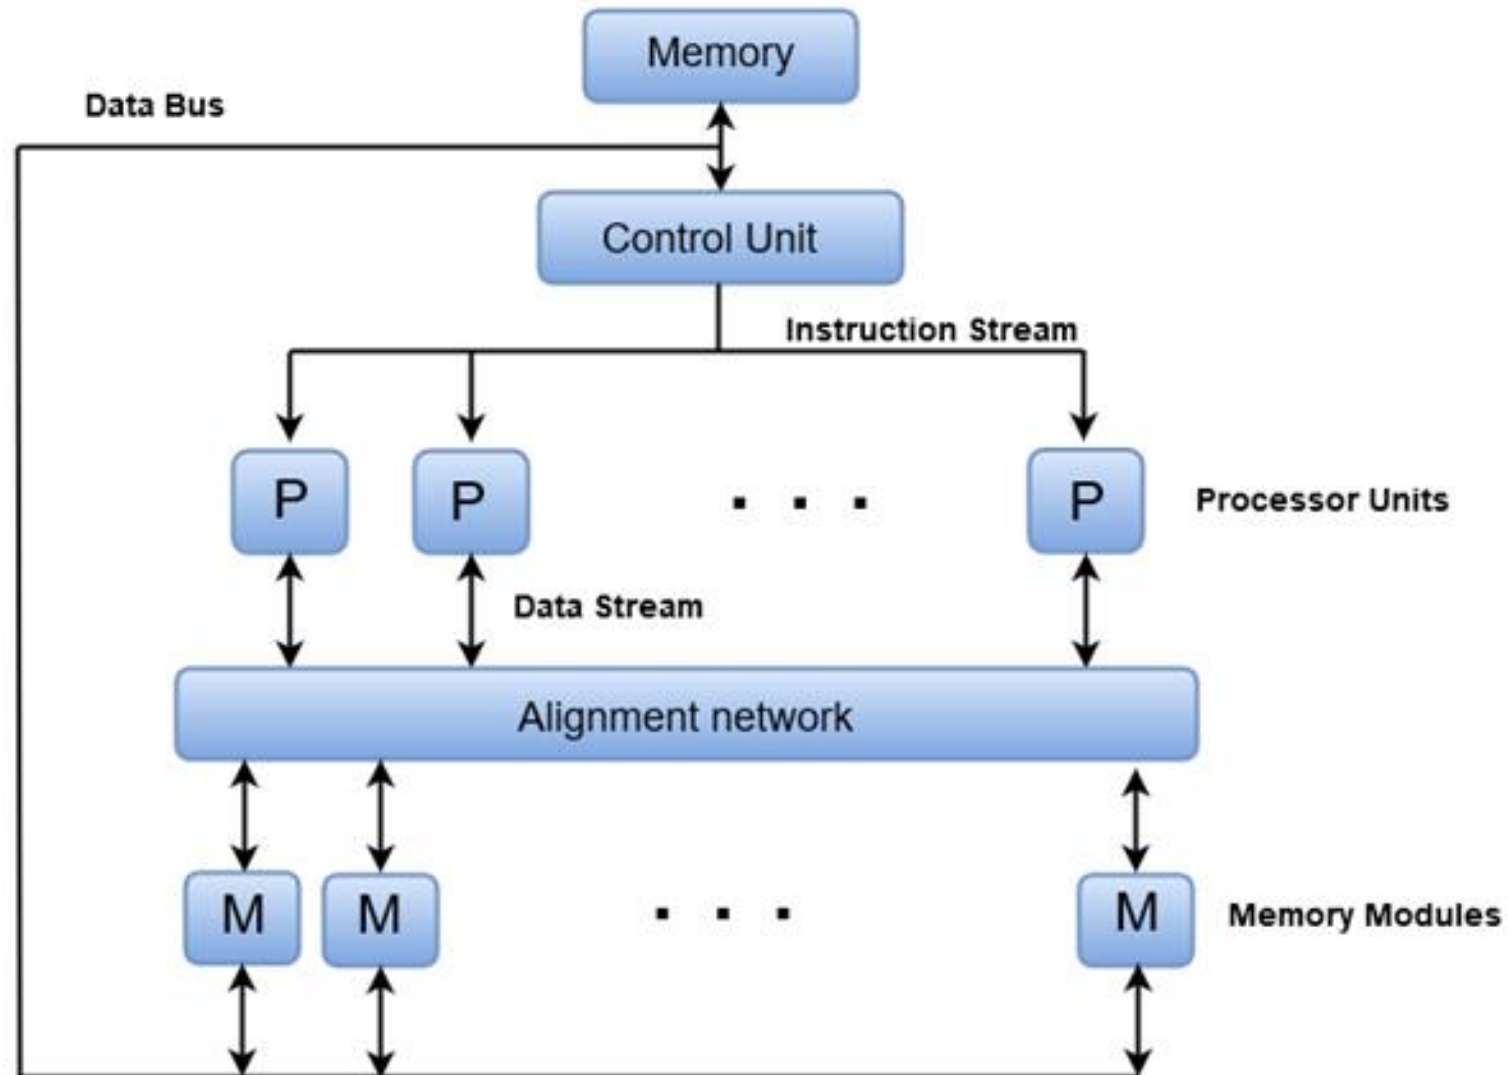 Memory
Data Bus
Control Unit
Instruction Stream
P P . . . P Processor Units
Data Stream
Alignment network
M M . . . M Memory Modules